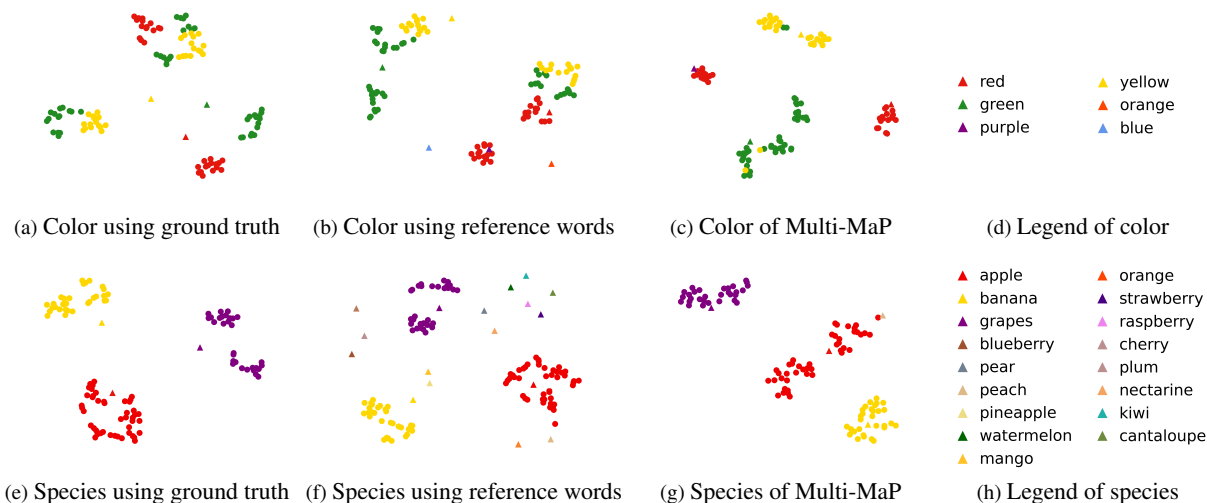 red
green
purple
yellow
orange
blue
(a) Color using ground truth
(b) Color using reference words
(c) Color of Multi-MaP
(d) Legend of color
apple
banana
grapes
blueberry
pear
peach
pineapple
watermelon
mango
orange
strawberry
raspberry
cherry
plum
nectarine
kiwi
cantaloupe
(e) Species using ground truth
(f) Species using reference words
(g) Species of Multi-MaP
(h) Legend of species